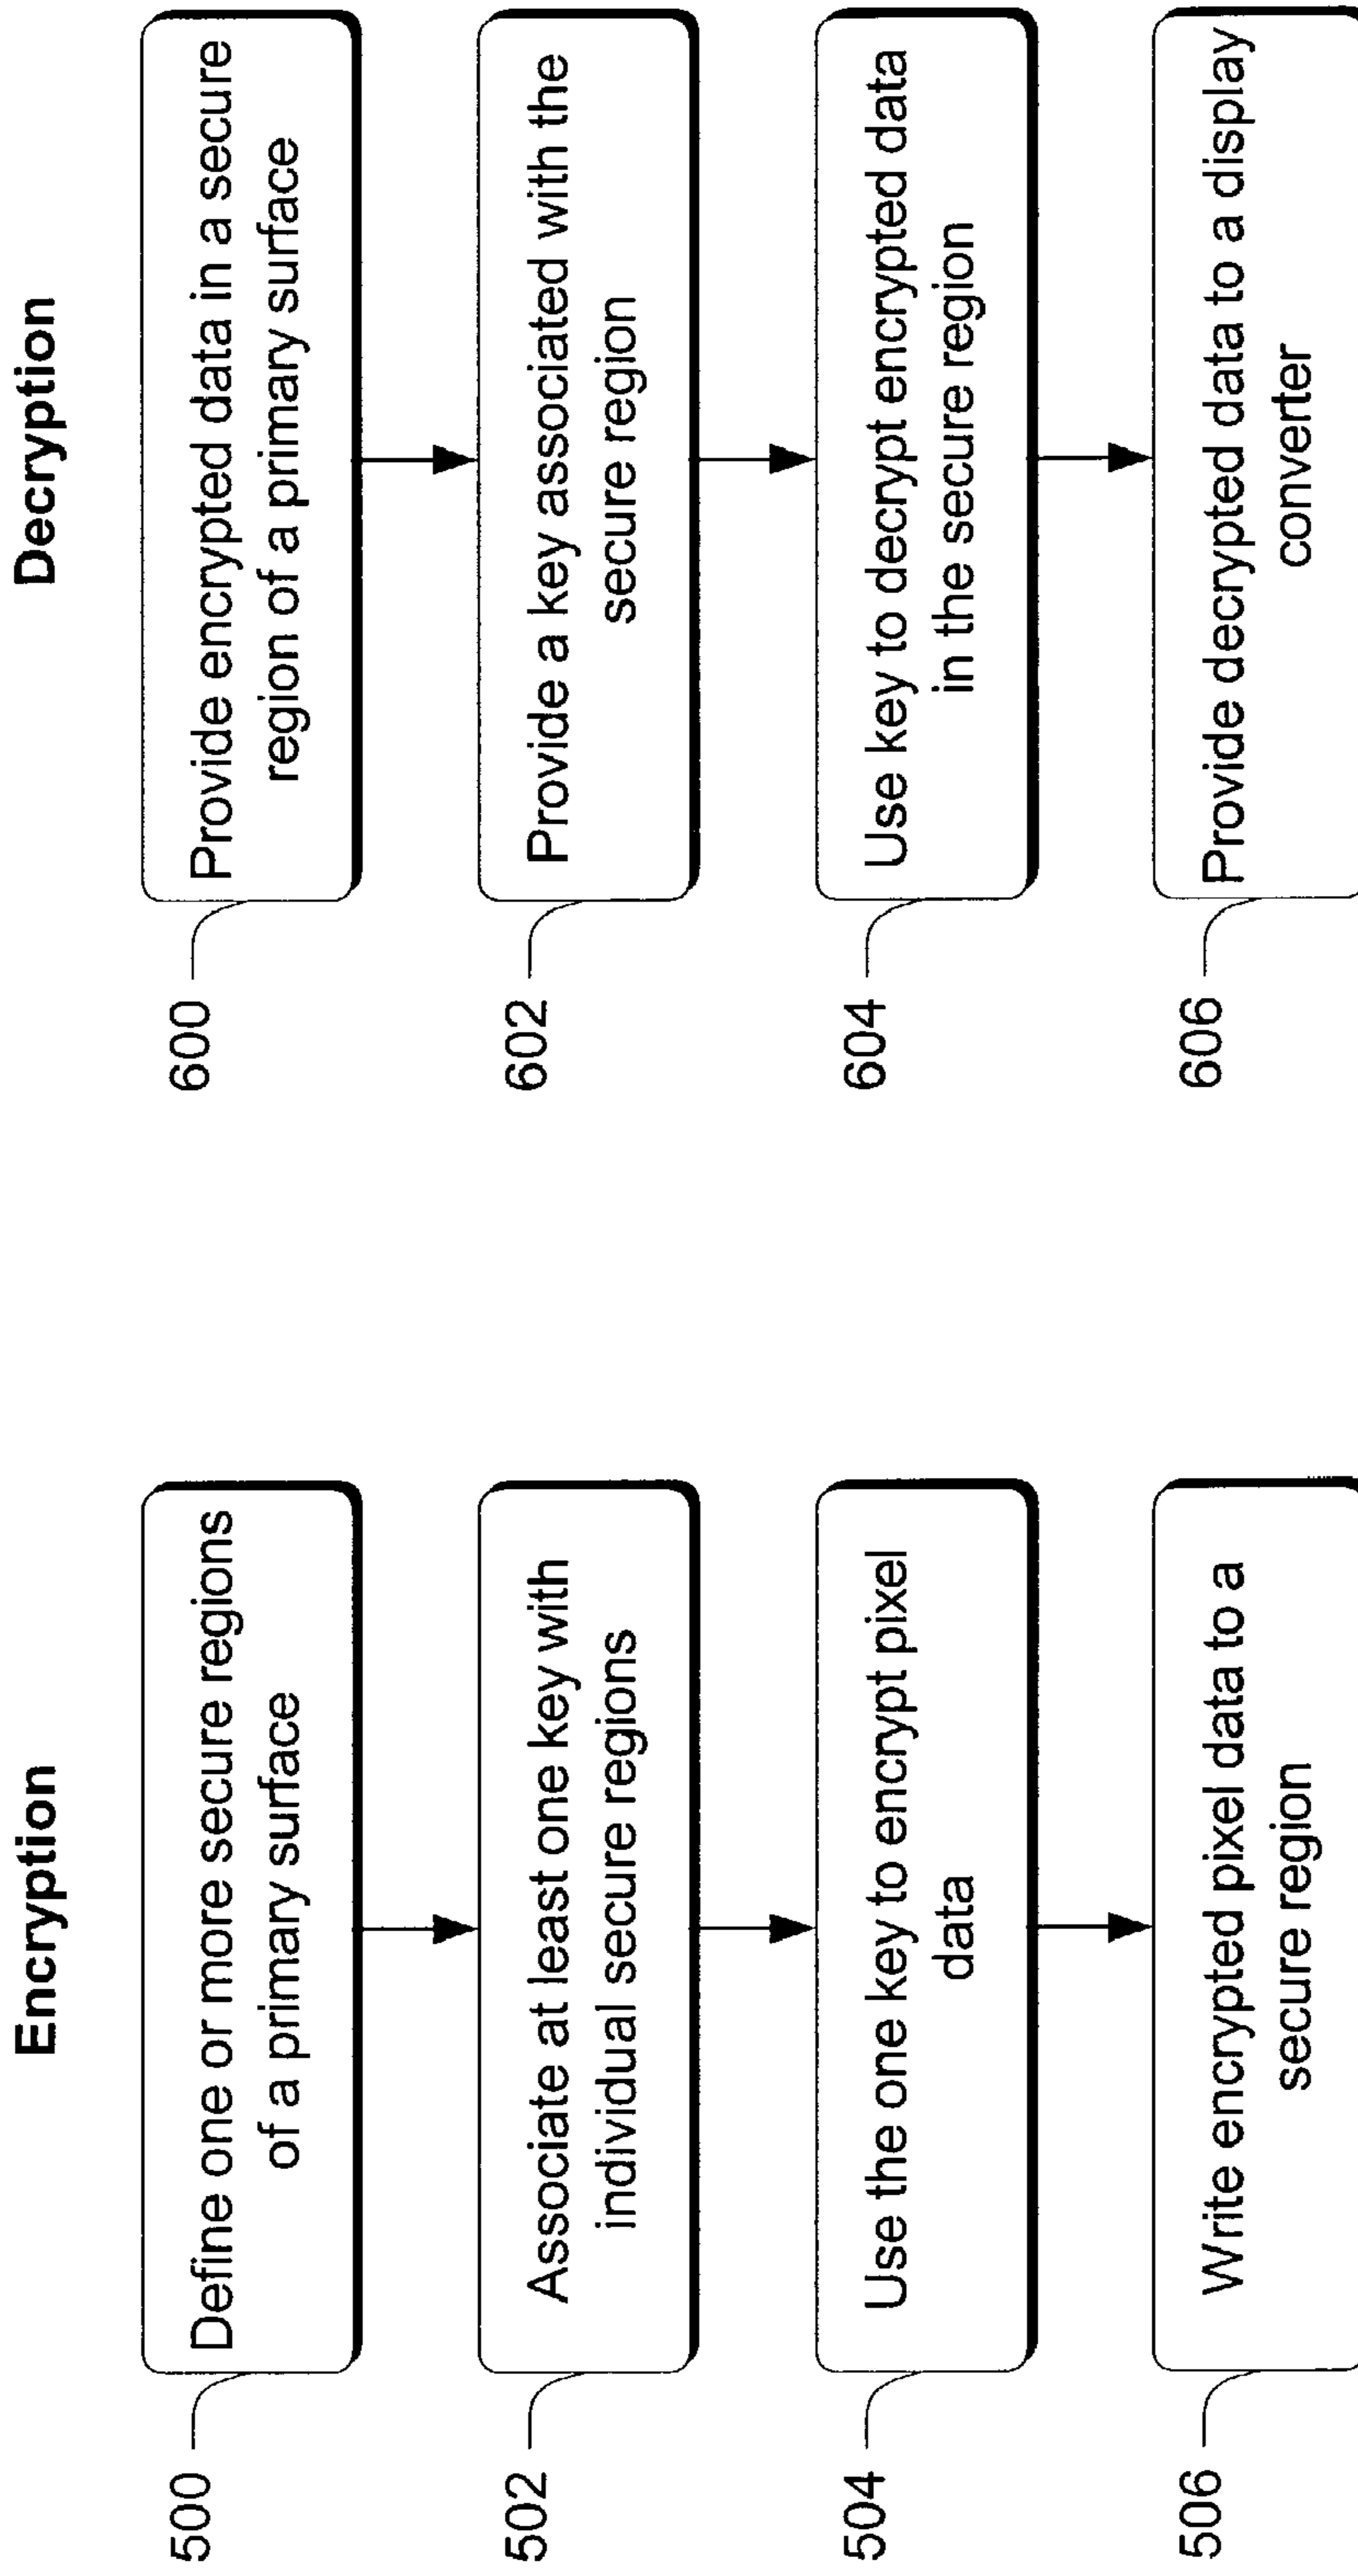 Encryption
500
Define one or more secure regions
of a primary surface
502
Associate at least one key with
individual secure regions
504
Use the one key to encrypt pixel
data
506
Write encrypted pixel data to a
secure region
Decryption
600
Provide encrypted data in a secure
region of a primary surface
602
Provide a key associated with the
secure region
604
Use key to decrypt encrypted data
in the secure region
606
Provide decrypted data to a display
converter